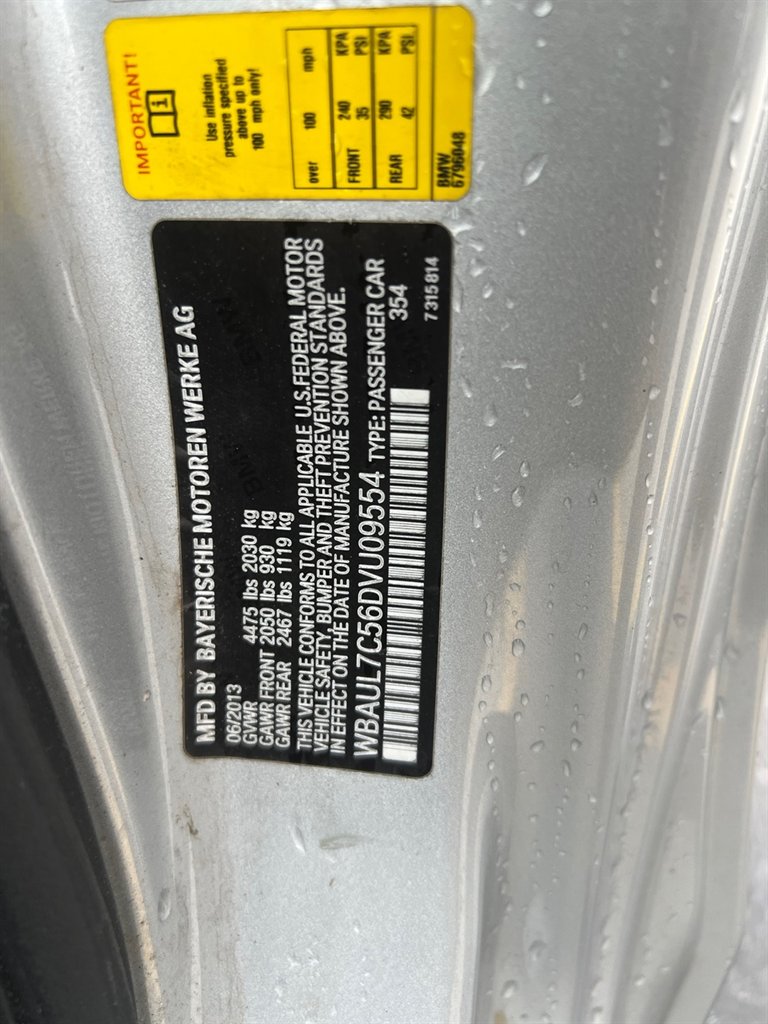 IMPORTANT!
Use inflation
pressure specified
above up to
100 mph only!
over 100 mph
FRONT 240 KPA
35 PSI
REAR 290 KPA
42 PSI
BMW
6796048
MFD BY BAYERISCHE MOTOREN WERKE AG
06/2013
GVWR 4475 lbs 2030 kg
GAWR FRONT 2050 lbs 930 kg
GAWR REAR 2467 lbs 1119 kg
THIS VEHICLE CONFORMS TO ALL APPLICABLE U.S.FEDERAL MOTOR
VEHICLE SAFETY, BUMPER AND THEFT PREVENTION STANDARDS
IN EFFECT ON THE DATE OF MANUFACTURE SHOWN ABOVE.
WBAUL7C56DVU09554 TYPE: PASSENGER CAR
354
7 315 814